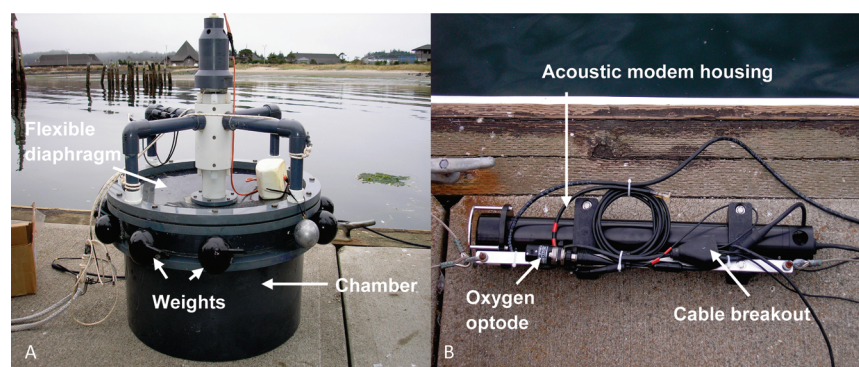 Flexible
diaphragm
Weights
Chamber
A
Acoustic modem housing
Oxygen
optode
Cable breakout
B